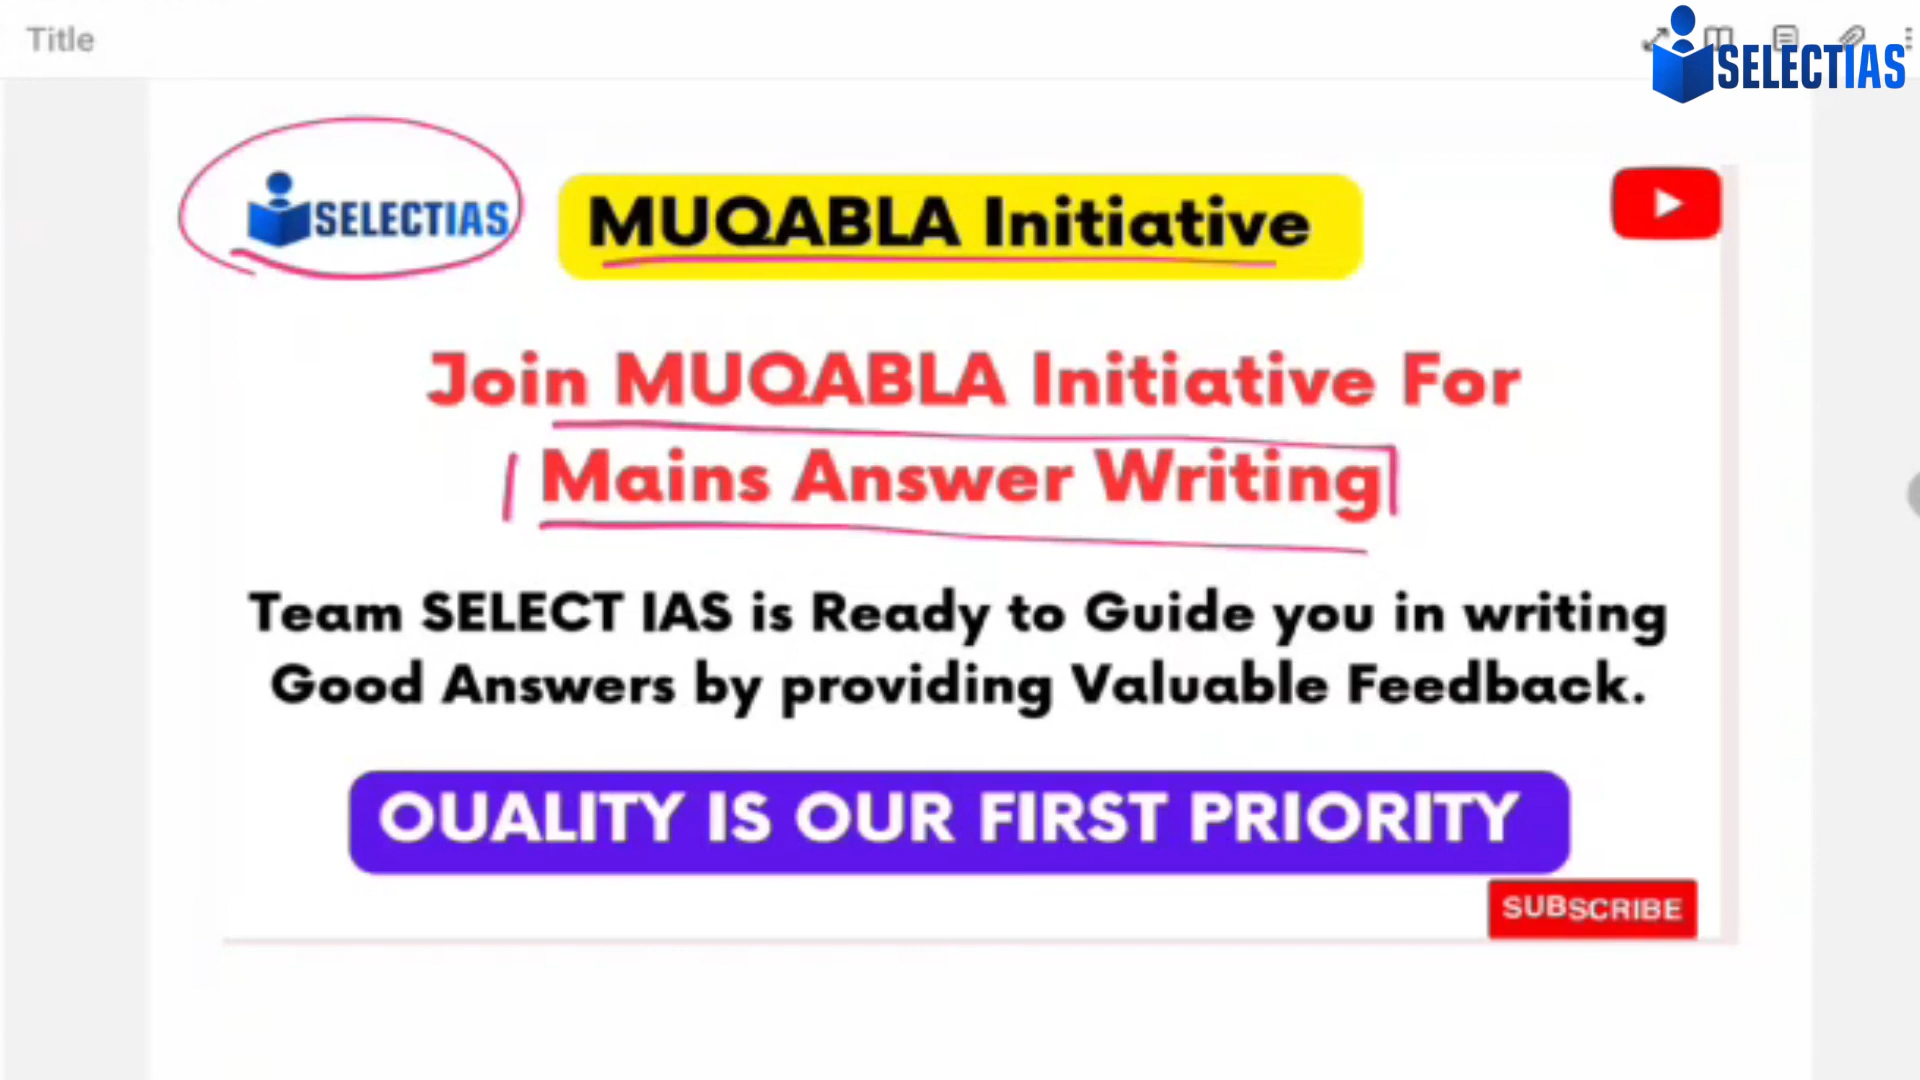 Title
SELECTIAS
SELECTIAS
MUQABLA Initiative
Join MUQABLA Initiative For
Mains Answer Writing
Team SELECT IAS is Ready to Guide you in writing
Good Answers by providing Valuable Feedback.
QUALITY IS OUR FIRST PRIORITY
SUBSCRIBE